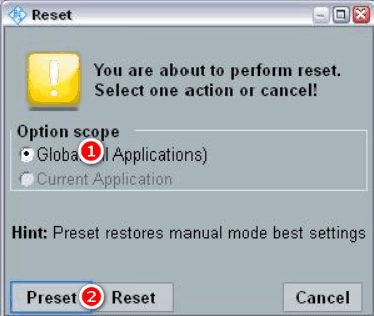 Reset
You are about to perform reset.
Select one action or cancel!
Option scope
1
Applications)
Current Application
Hint: Preset restores manual mode best settings
Preset 2 Reset Cancel